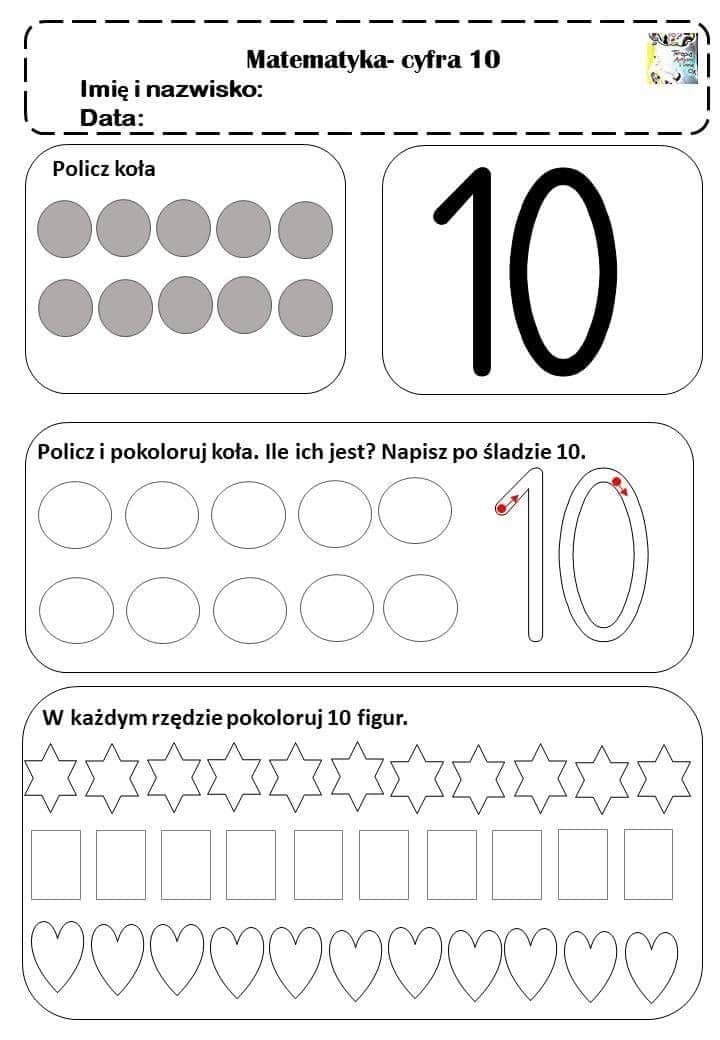 Matematyka- cyfra 10
Imię i nazwisko:
Data:
Policz koła
10
Policz i pokoloruj koła. Ile ich jest? Napisz po śladzie 10.
10
W każdym rzędzie pokoloruj 10 figur.